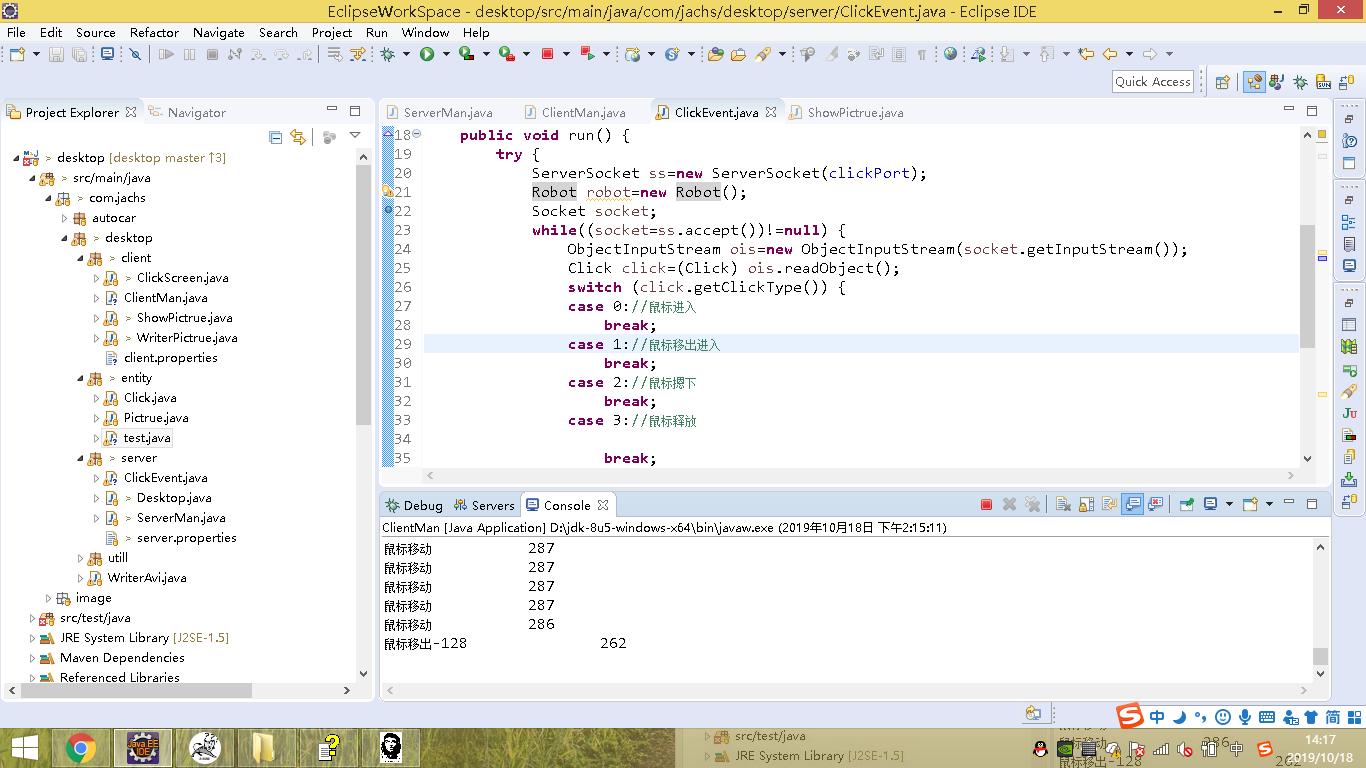 EclipseWorkSpace - desktop/src/main/java/com/jachs/desktop/server/ClickEvent.java - Eclipse IDE
File Edit Source Refactor Navigate Search Project Run Window Help
Quick Access
Project Explorer Navigator
ServerMan.java ClientMan.java ClickEvent.java ShowPictrue.java
> desktop [desktop master ↑3]
> src/main/java
> com.jachs
autocar
> desktop
> client
> ClickScreen.java
ClientMan.java
> ShowPictrue.java
> WriterPictrue.java
client.properties
> entity
Click.java
Pictrue.java
test.java
> server
ClickEvent.java
> Desktop.java
> ServerMan.java
> server.properties
utill
WriterAvi.java
image
src/test/java
JRE System Library [J2SE-1.5]
Maven Dependencies
Referenced Libraries
18 public void run() {
19 try {
20 ServerSocket ss=new ServerSocket(clickPort);
21 Robot robot=new Robot();
22 Socket socket;
23 while((socket=ss.accept())!=null) {
24 ObjectInputStream ois=new ObjectInputStream(socket.getInputStream());
25 Click click=(Click) ois.readObject();
26 switch (click.getClickType()) {
27 case 0://鼠标进入
28 break;
29 case 1://鼠标移出进入
30 break;
31 case 2://鼠标摁下
32 break;
33 case 3://鼠标释放
34
35 break;
Debug Servers Console
ClientMan [Java Application] D:\jdk-8u5-windows-x64\bin\javaw.exe (2019年10月18日 下午2:15:11)
鼠标移动 287
鼠标移动 287
鼠标移动 287
鼠标移动 287
鼠标移动 286
鼠标移出-128 262
中 简
Java EE IDE
src/test/java
JRE System Library [J2SE-1.5]
286
鼠标移出-128 262
中
14:17
2019/10/18